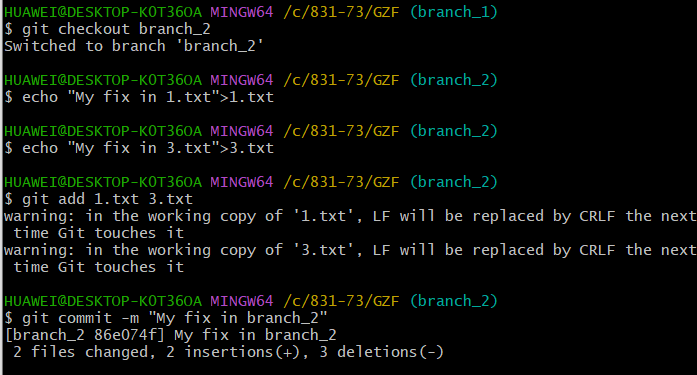 HUAWEI@DESKTOP-K0T36OA MINGW64 /c/831-73/GZF (branch_1)
$ git checkout branch_2
Switched to branch 'branch_2'
HUAWEI@DESKTOP-K0T36OA MINGW64 /c/831-73/GZF (branch_2)
$ echo "My fix in 1.txt">1.txt
HUAWEI@DESKTOP-K0T36OA MINGW64 /c/831-73/GZF (branch_2)
$ echo "My fix in 3.txt">3.txt
HUAWEI@DESKTOP-K0T36OA MINGW64 /c/831-73/GZF (branch_2)
$ git add 1.txt 3.txt
warning: in the working copy of '1.txt', LF will be replaced by CRLF the next
 time Git touches it
warning: in the working copy of '3.txt', LF will be replaced by CRLF the next
 time Git touches it
HUAWEI@DESKTOP-K0T36OA MINGW64 /c/831-73/GZF (branch_2)
$ git commit -m "My fix in branch_2"
[branch_2 86e074f] My fix in branch_2
 2 files changed, 2 insertions(+), 3 deletions(-)